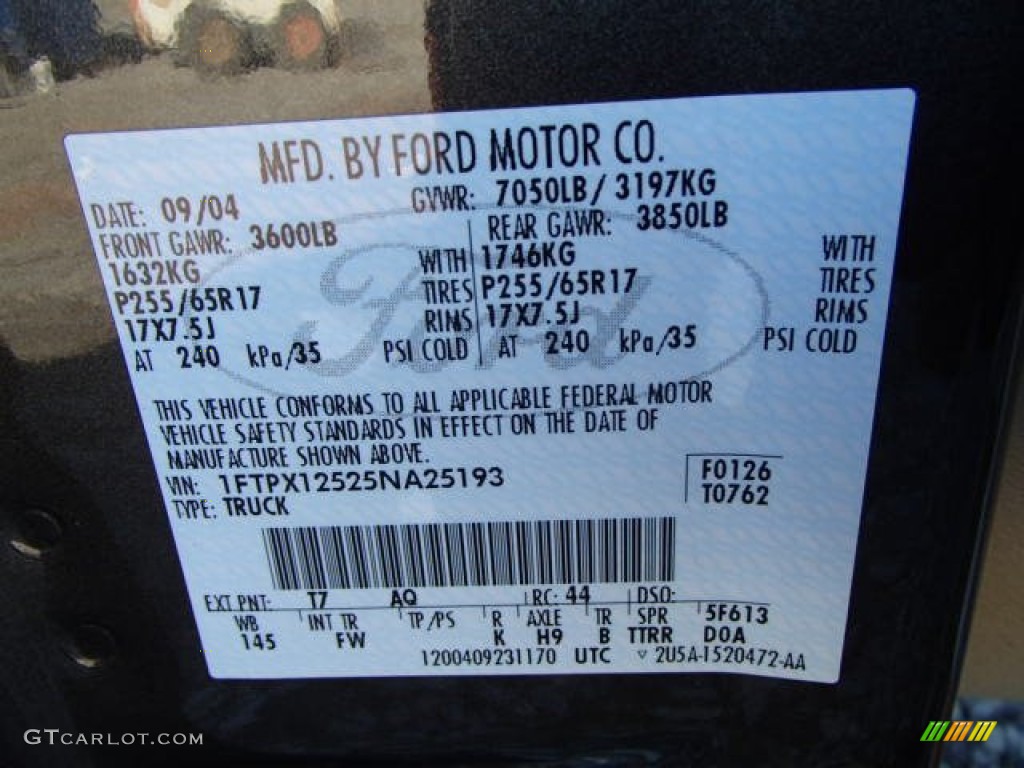 MFD. BY FORD MOTOR CO.
DATE: 09/04 GVWR: 7050LB/ 3197KG
FRONT GAWR: 3600LB REAR GAWR: 3850LB
1632KG WITH 1746KG WITH
P255/65R17 TIRES P255/65R17 TIRES
17X7.5J RIMS 17X7.5J RIMS
AT 240 kPa/35 PSI COLD AT 240 kPa/35 PSI COLD
Ford
THIS VEHICLE CONFORMS TO ALL APPLICABLE FEDERAL MOTOR
VEHICLE SAFETY STANDARDS IN EFFECT ON THE DATE OF
MANUFACTURE SHOWN ABOVE.
VIN: 1FTPX12525NA25193 F0126
TYPE: TRUCK T0762
EXT PNT: T7 AQ RC: 44 DSO:
WB INT TR TP/PS R AXLE TR SPR 5F613
145 FW K H9 B TTRR DOA
1200409231170 UTC ▽ 2U5A-1520472-AA
GTCARLOT.COM